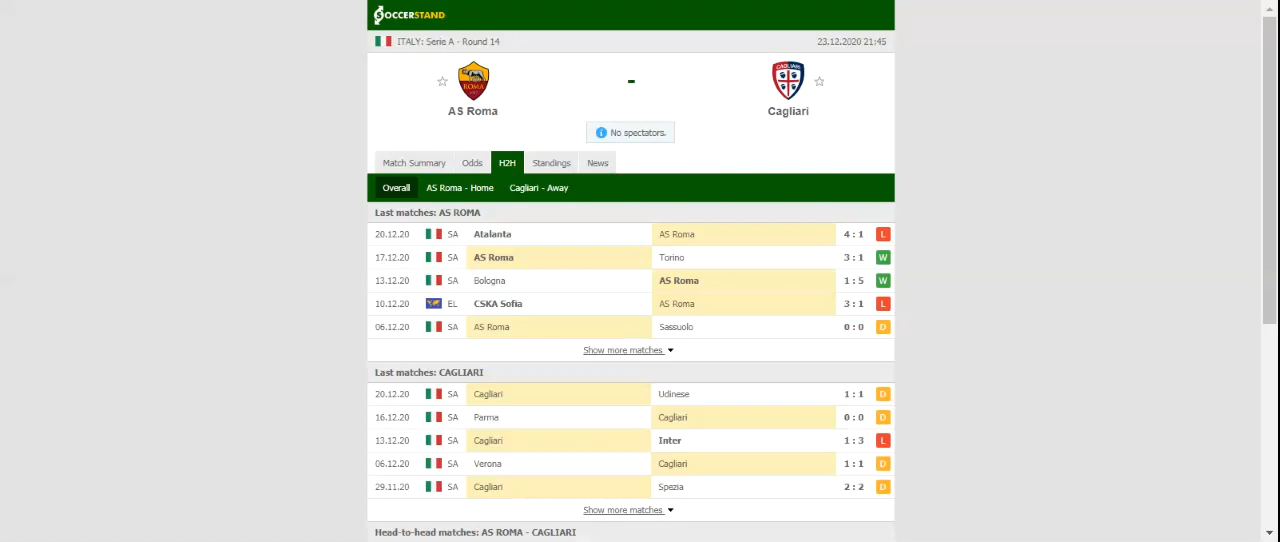 SOCCERSTAND
ITALY: Serie A - Round 14 23.12.2020 21:45
AS Roma - Cagliari
No spectators.
Match Summary Odds H2H Standings News
Overall AS Roma - Home Cagliari - Away
Last matches: AS ROMA
20.12.20 SA Atalanta AS Roma 4 : 1 L
17.12.20 SA AS Roma Torino 3 : 1 W
13.12.20 SA Bologna AS Roma 1 : 5 W
10.12.20 EL CSKA Sofia AS Roma 3 : 1 L
06.12.20 SA AS Roma Sassuolo 0 : 0 D
Show more matches
Last matches: CAGLIARI
20.12.20 SA Cagliari Udinese 1 : 1 D
16.12.20 SA Parma Cagliari 0 : 0 D
13.12.20 SA Cagliari Inter 1 : 3 L
06.12.20 SA Verona Cagliari 1 : 1 D
29.11.20 SA Cagliari Spezia 2 : 2 D
Show more matches
Head-to-head matches: AS ROMA - CAGLIARI